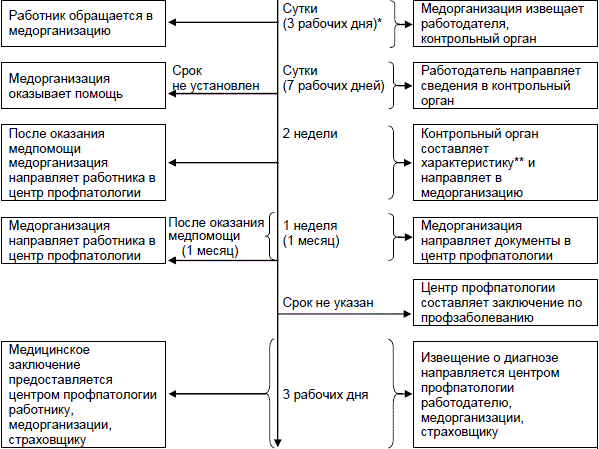 Работник обращается в
медорганизацию
Сутки
(3 рабочих дня)*
Медорганизация извещает
работодателя,
контрольный орган
Медорганизация
оказывает помощь
Срок
не установлен
Сутки
(7 рабочих дней)
Работодатель направляет
сведения в контрольный
орган
После оказания
медпомощи
медорганизация
направляет работника в
центр профпатологии
2 недели
Контрольный орган
составляет
характеристику** и
направляет в
медорганизацию
Медорганизация
направляет работника в
центр профпатологии
После оказания
медпомощи
(1 месяц)
1 неделя
(1 месяц)
Медорганизация
направляет документы в
центр профпатологии
Срок не указан
Центр профпатологии
составляет заключение по
профзаболеванию
Медицинское
заключение
предоставляется
центром профпатологии
работнику,
медорганизации,
страховщику
3 рабочих дня
Извещение о диагнозе
направляется центром
профпатологии
работодателю,
медорганизации,
страховщику